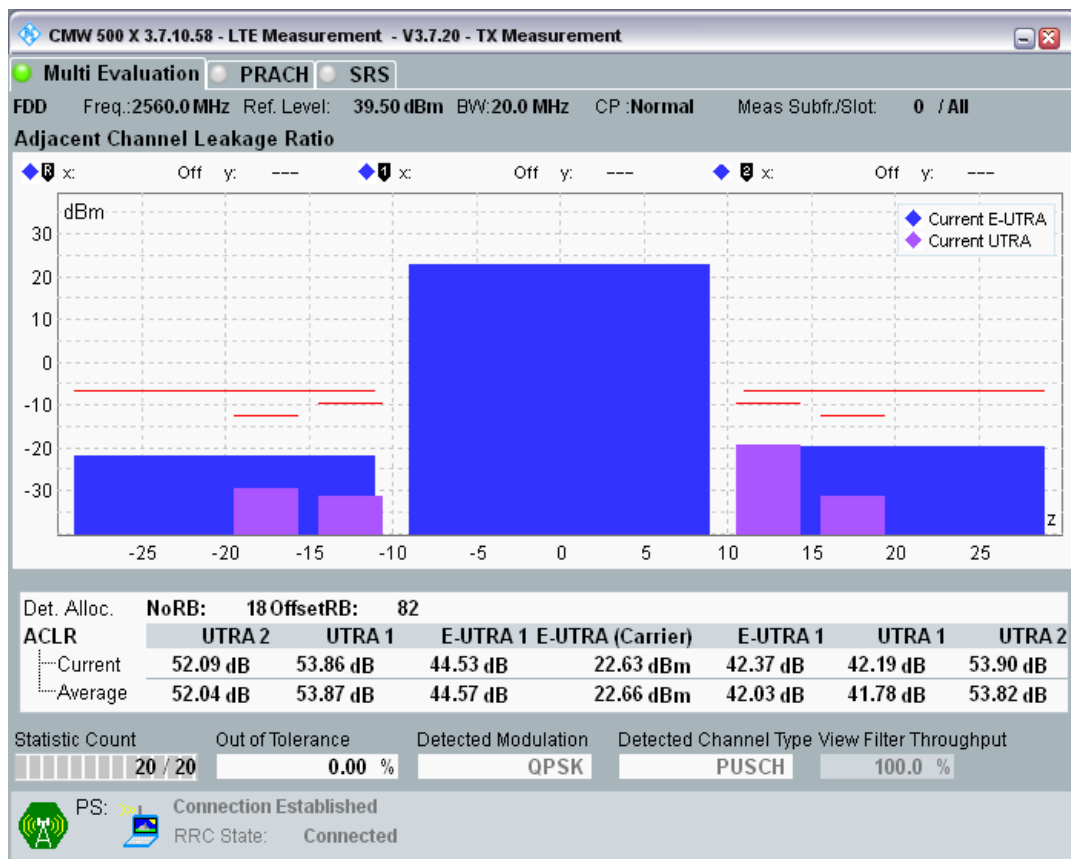 CMW 500 X 3.7.10.58 - LTE Measurement - V3.7.20 - TX Measurement
Multi Evaluation PRACH SRS
FDD Freq.:2560.0 MHz Ref. Level: 39.50 dBm BW:20.0 MHz CP :Normal Meas Subfr./Slot: 0 / All
Adjacent Channel Leakage Ratio
R x: Off y: --- 1 x: Off y: --- 2 x: Off y: ---
dBm
Current E-UTRA
Current UTRA
30
20
10
0
-10
-20
-30
z
-25 -20 -15 -10 -5 0 5 10 15 20 25
Det. Alloc. NoRB: 18 OffsetRB: 82
ACLR UTRA 2 UTRA 1 E-UTRA 1 E-UTRA (Carrier) E-UTRA 1 UTRA 1 UTRA 2
Current 52.09 dB 53.86 dB 44.53 dB 22.63 dBm 42.37 dB 42.19 dB 53.90 dB
Average 52.04 dB 53.87 dB 44.57 dB 22.66 dBm 42.03 dB 41.78 dB 53.82 dB
Statistic Count Out of Tolerance Detected Modulation Detected Channel Type View Filter Throughput
20 / 20 0.00 % QPSK PUSCH 100.0 %
PS: Connection Established
RRC State: Connected